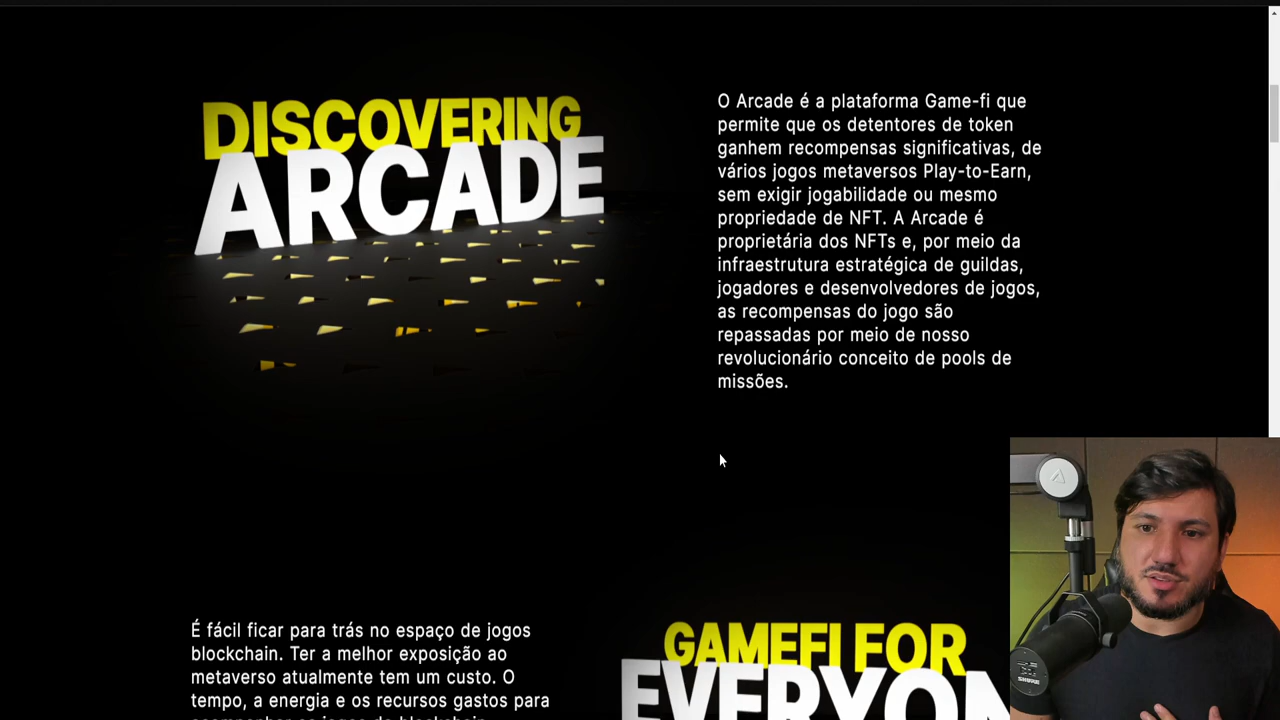 DISCOVERING
ARCADE
O Arcade é a plataforma Game-fi que
permite que os detentores de token
ganhem recompensas significativas, de
vários jogos metaversos Play-to-Earn,
sem exigir jogabilidade ou mesmo
propriedade de NFT. A Arcade é
proprietária dos NFTs e, por meio da
infraestrutura estratégica de guildas,
jogadores e desenvolvedores de jogos,
as recompensas do jogo são
repassadas por meio de nosso
revolucionário conceito de pools de
missões.
É fácil ficar para trás no espaço de jogos
blockchain. Ter a melhor exposição ao
metaverso atualmente tem um custo. O
tempo, a energia e os recursos gastos para
GAMEFI FOR
SHURE